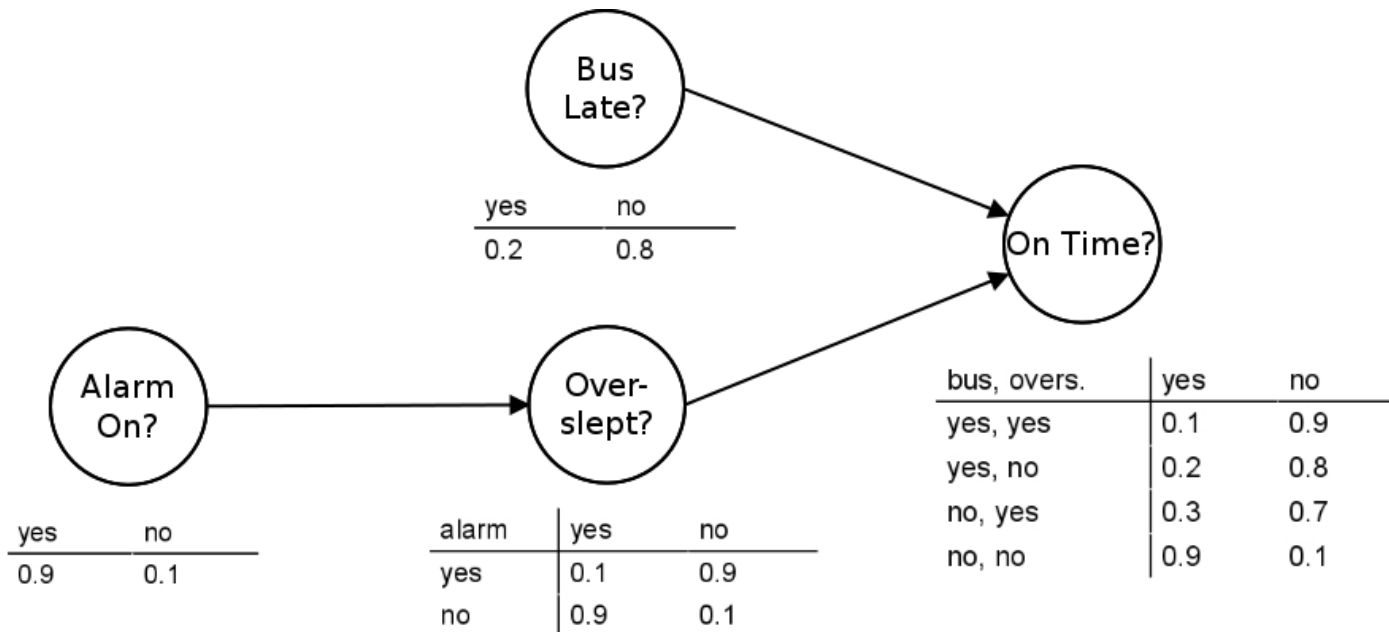 Bus
Late?
yes no
0.2 0.8
On Time?
Alarm
On?
yes no
0.9 0.1
Over-
slept?
alarm yes no
yes 0.1 0.9
no 0.9 0.1
bus, overs. yes no
yes, yes 0.1 0.9
yes, no 0.2 0.8
no, yes 0.3 0.7
no, no 0.9 0.1